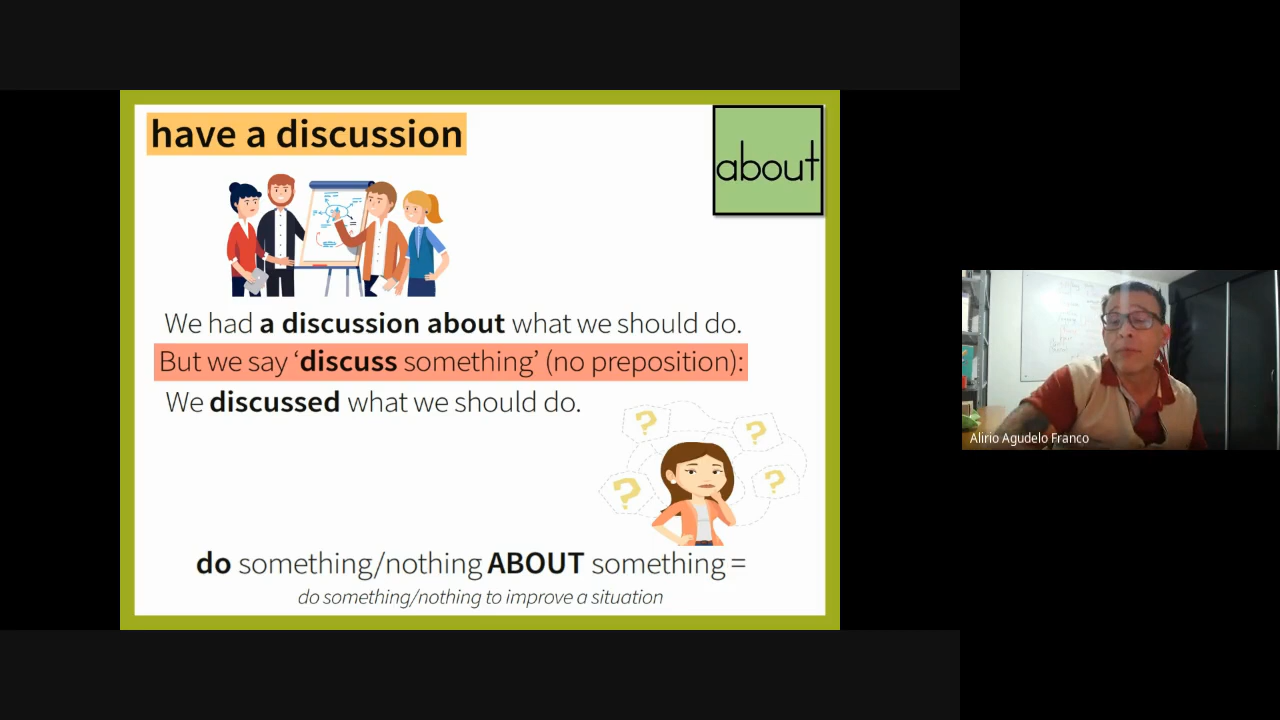 have a discussion
about
We had a discussion about what we should do.
But we say ‘discuss something’ (no preposition):
We discussed what we should do.
? ? ? ?
do something/nothing ABOUT something =
do something/nothing to improve a situation
Alirio Agudelo Franco